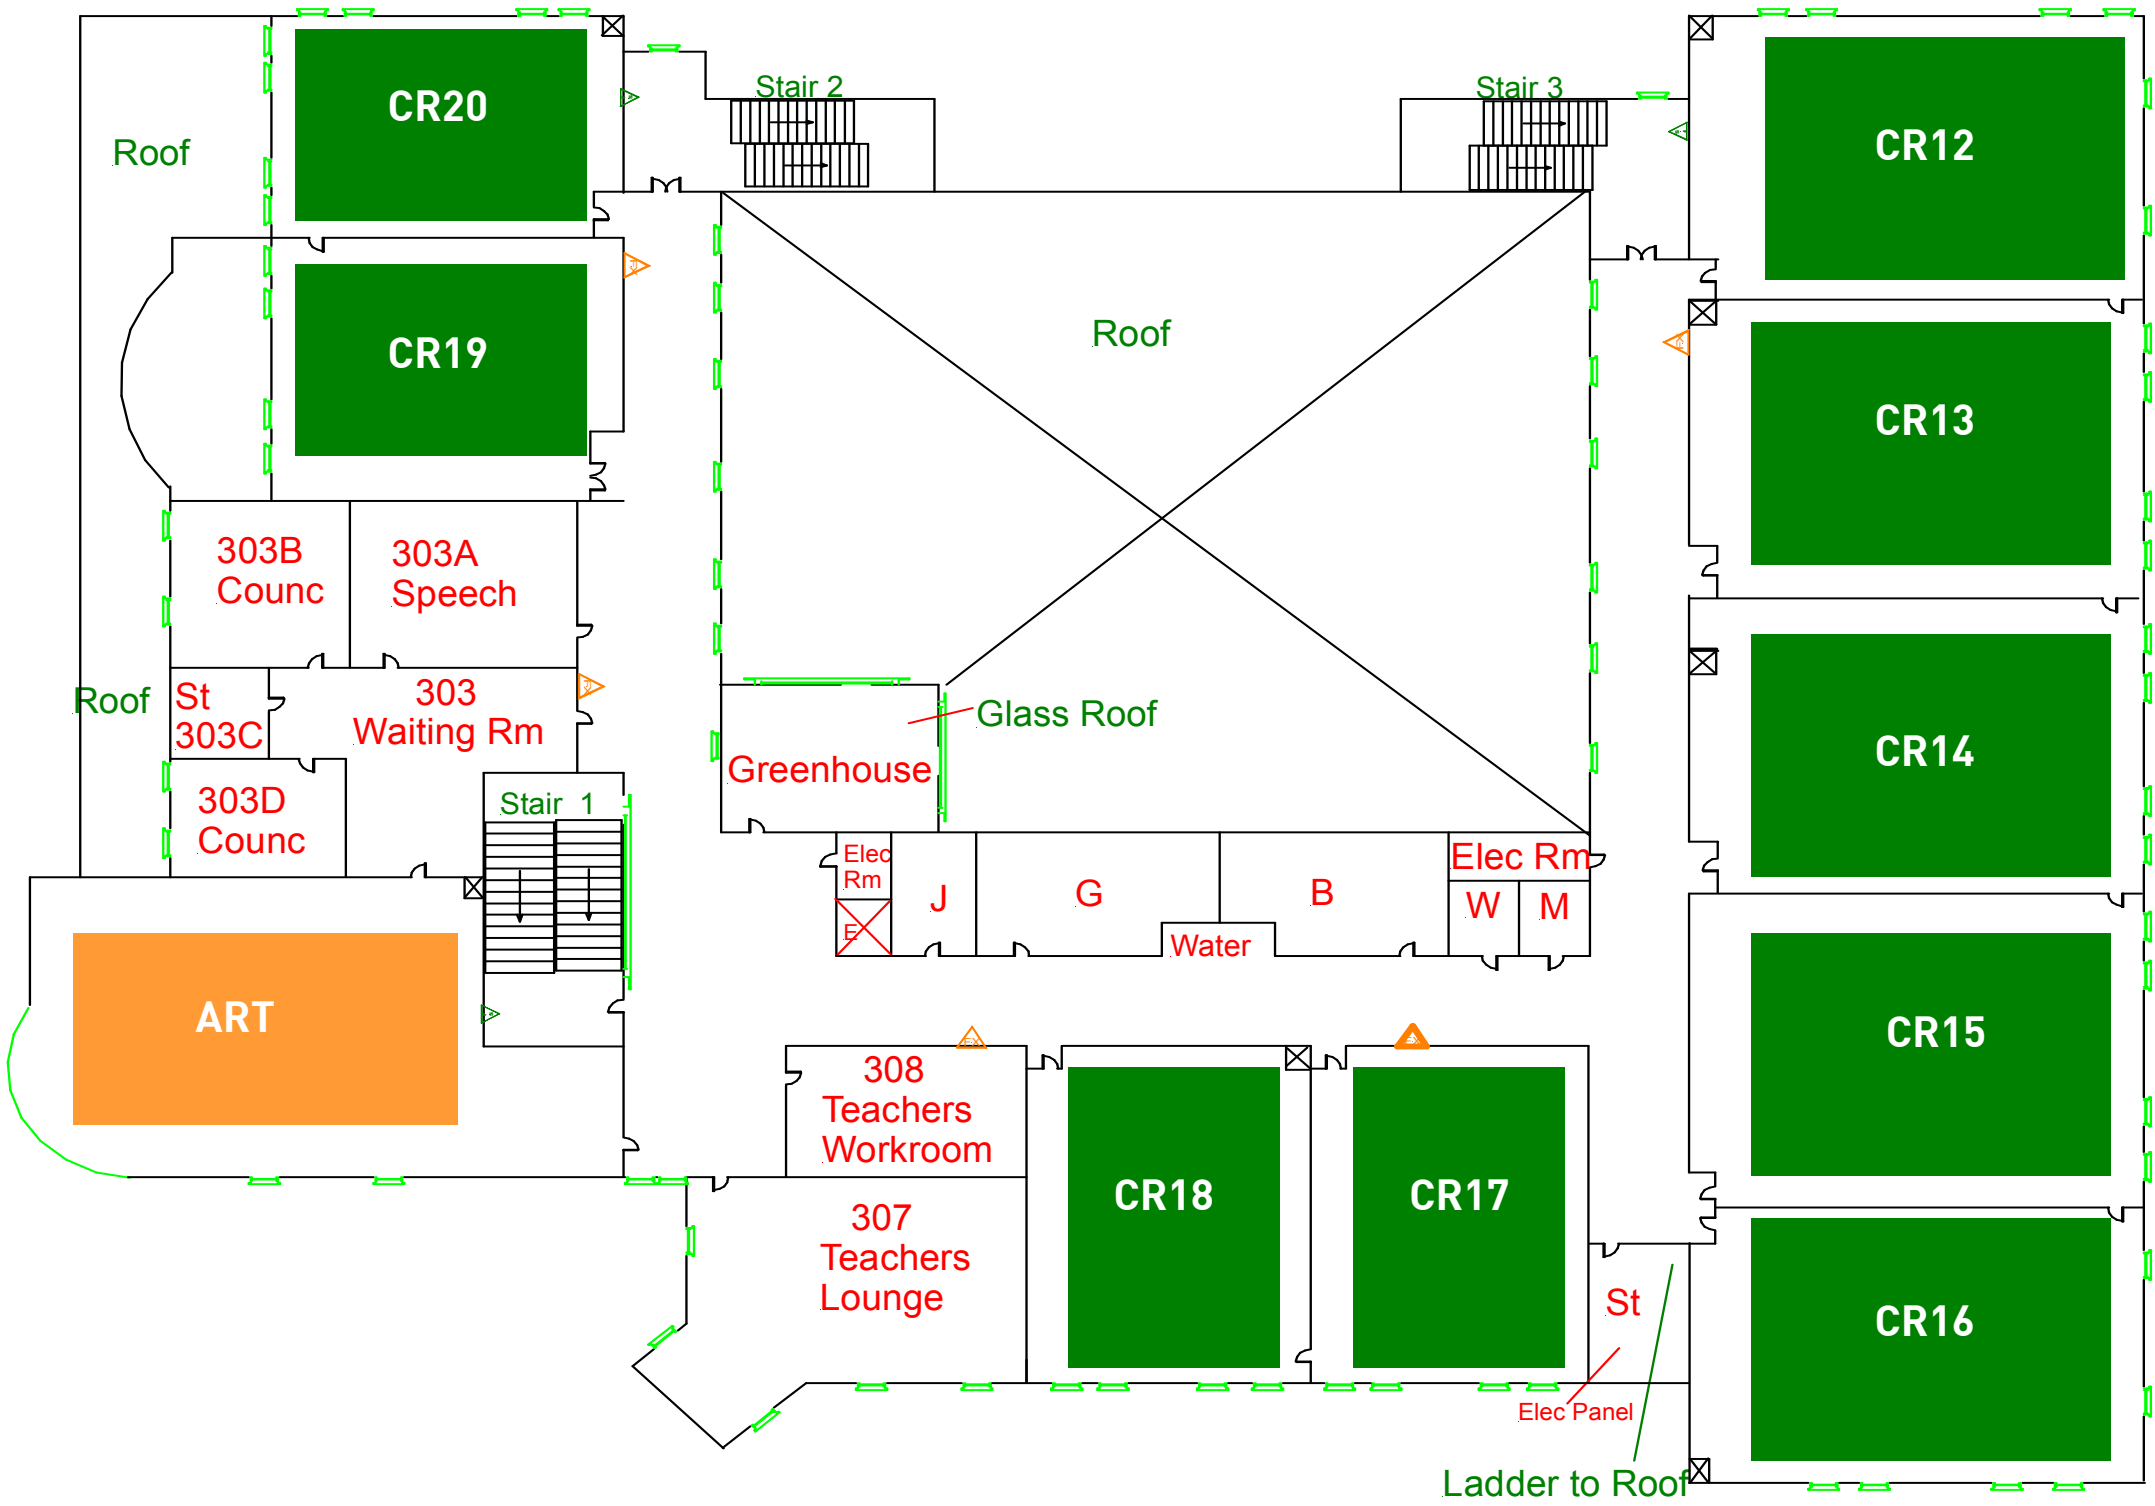 Stair 2
Stair 3
CR20
CR12
Roof
Roof
CR19
CR13
303B
Counc
303A
Speech
Roof
St
303C
303
Waiting Rm
Glass Roof
Greenhouse
CR14
303D
Counc
Stair 1
Elec
Rm
E
J
G
B
Water
Elec Rm
W
M
ART
CR15
308
Teachers
Workroom
CR18
CR17
307
Teachers
Lounge
St
CR16
Elec Panel
Ladder to Roof